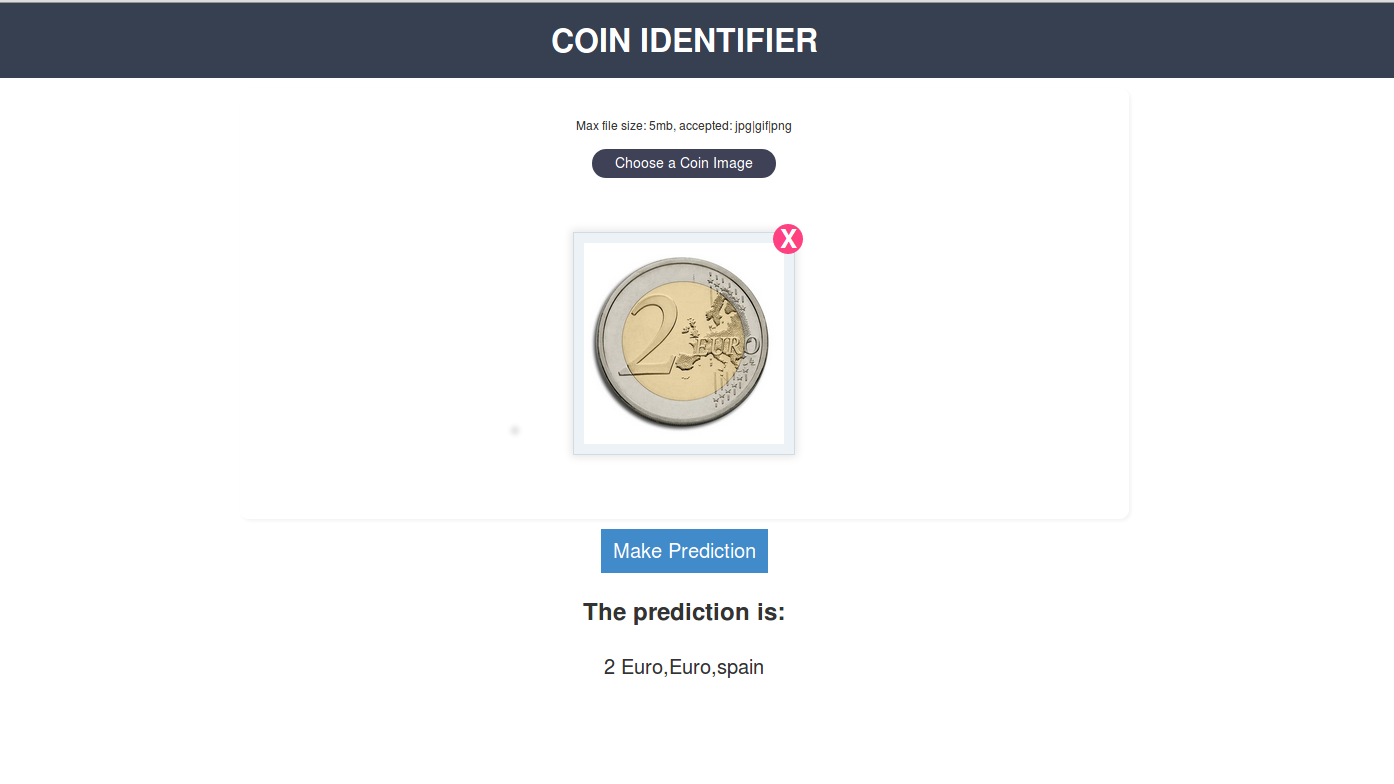 COIN IDENTIFIER
Max file size: 5mb, accepted: jpg|gif|png
Choose a Coin Image
X
2 EURO
Make Prediction
The prediction is:
2 Euro,Euro,spain